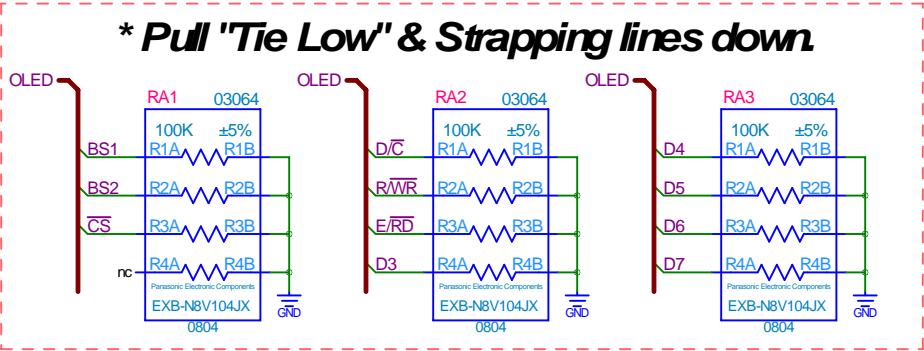 * Pull "Tie Low" & Strapping lines down.
OLED
RA1 03064
100K ±5%
BS1 R1A R1B
BS2 R2A R2B
C̅S̅ R3A R3B
nc R4A R4B
Panasonic Electronic Components
EXB-N8V104JX
0804
GND
OLED
RA2 03064
100K ±5%
D/C̅ R1A R1B
R/W̅R̅ R2A R2B
E/R̅D̅ R3A R3B
D3 R4A R4B
Panasonic Electronic Components
EXB-N8V104JX
0804
GND
OLED
RA3 03064
100K ±5%
D4 R1A R1B
D5 R2A R2B
D6 R3A R3B
D7 R4A R4B
Panasonic Electronic Components
EXB-N8V104JX
0804
GND